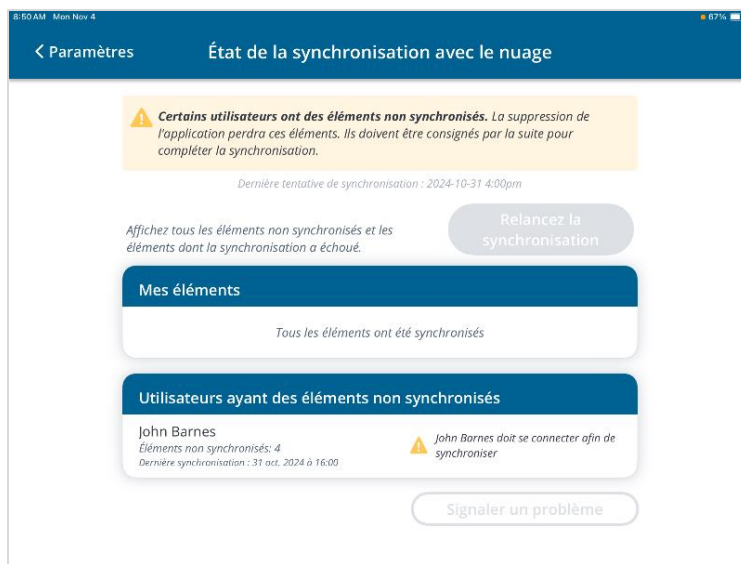 8:50 AM Mon Nov 4
67%
Paramètres
État de la synchronisation avec le nuage
Certains utilisateurs ont des éléments non synchronisés. La suppression de
l'application perdra ces éléments. Ils doivent être consignés par la suite pour
compléter la synchronisation.
Dernière tentative de synchronisation : 2024-10-31 4:00pm
Affichez tous les éléments non synchronisés et les
éléments dont la synchronisation a échoué.
Relancez la
synchronisation
Mes éléments
Tous les éléments ont été synchronisés
Utilisateurs ayant des éléments non synchronisés
John Barnes
Éléments non synchronisés: 4
Dernière synchronisation : 31 oct. 2024 à 16:00
John Barnes doit se connecter afin de
synchroniser
Signaler un problème